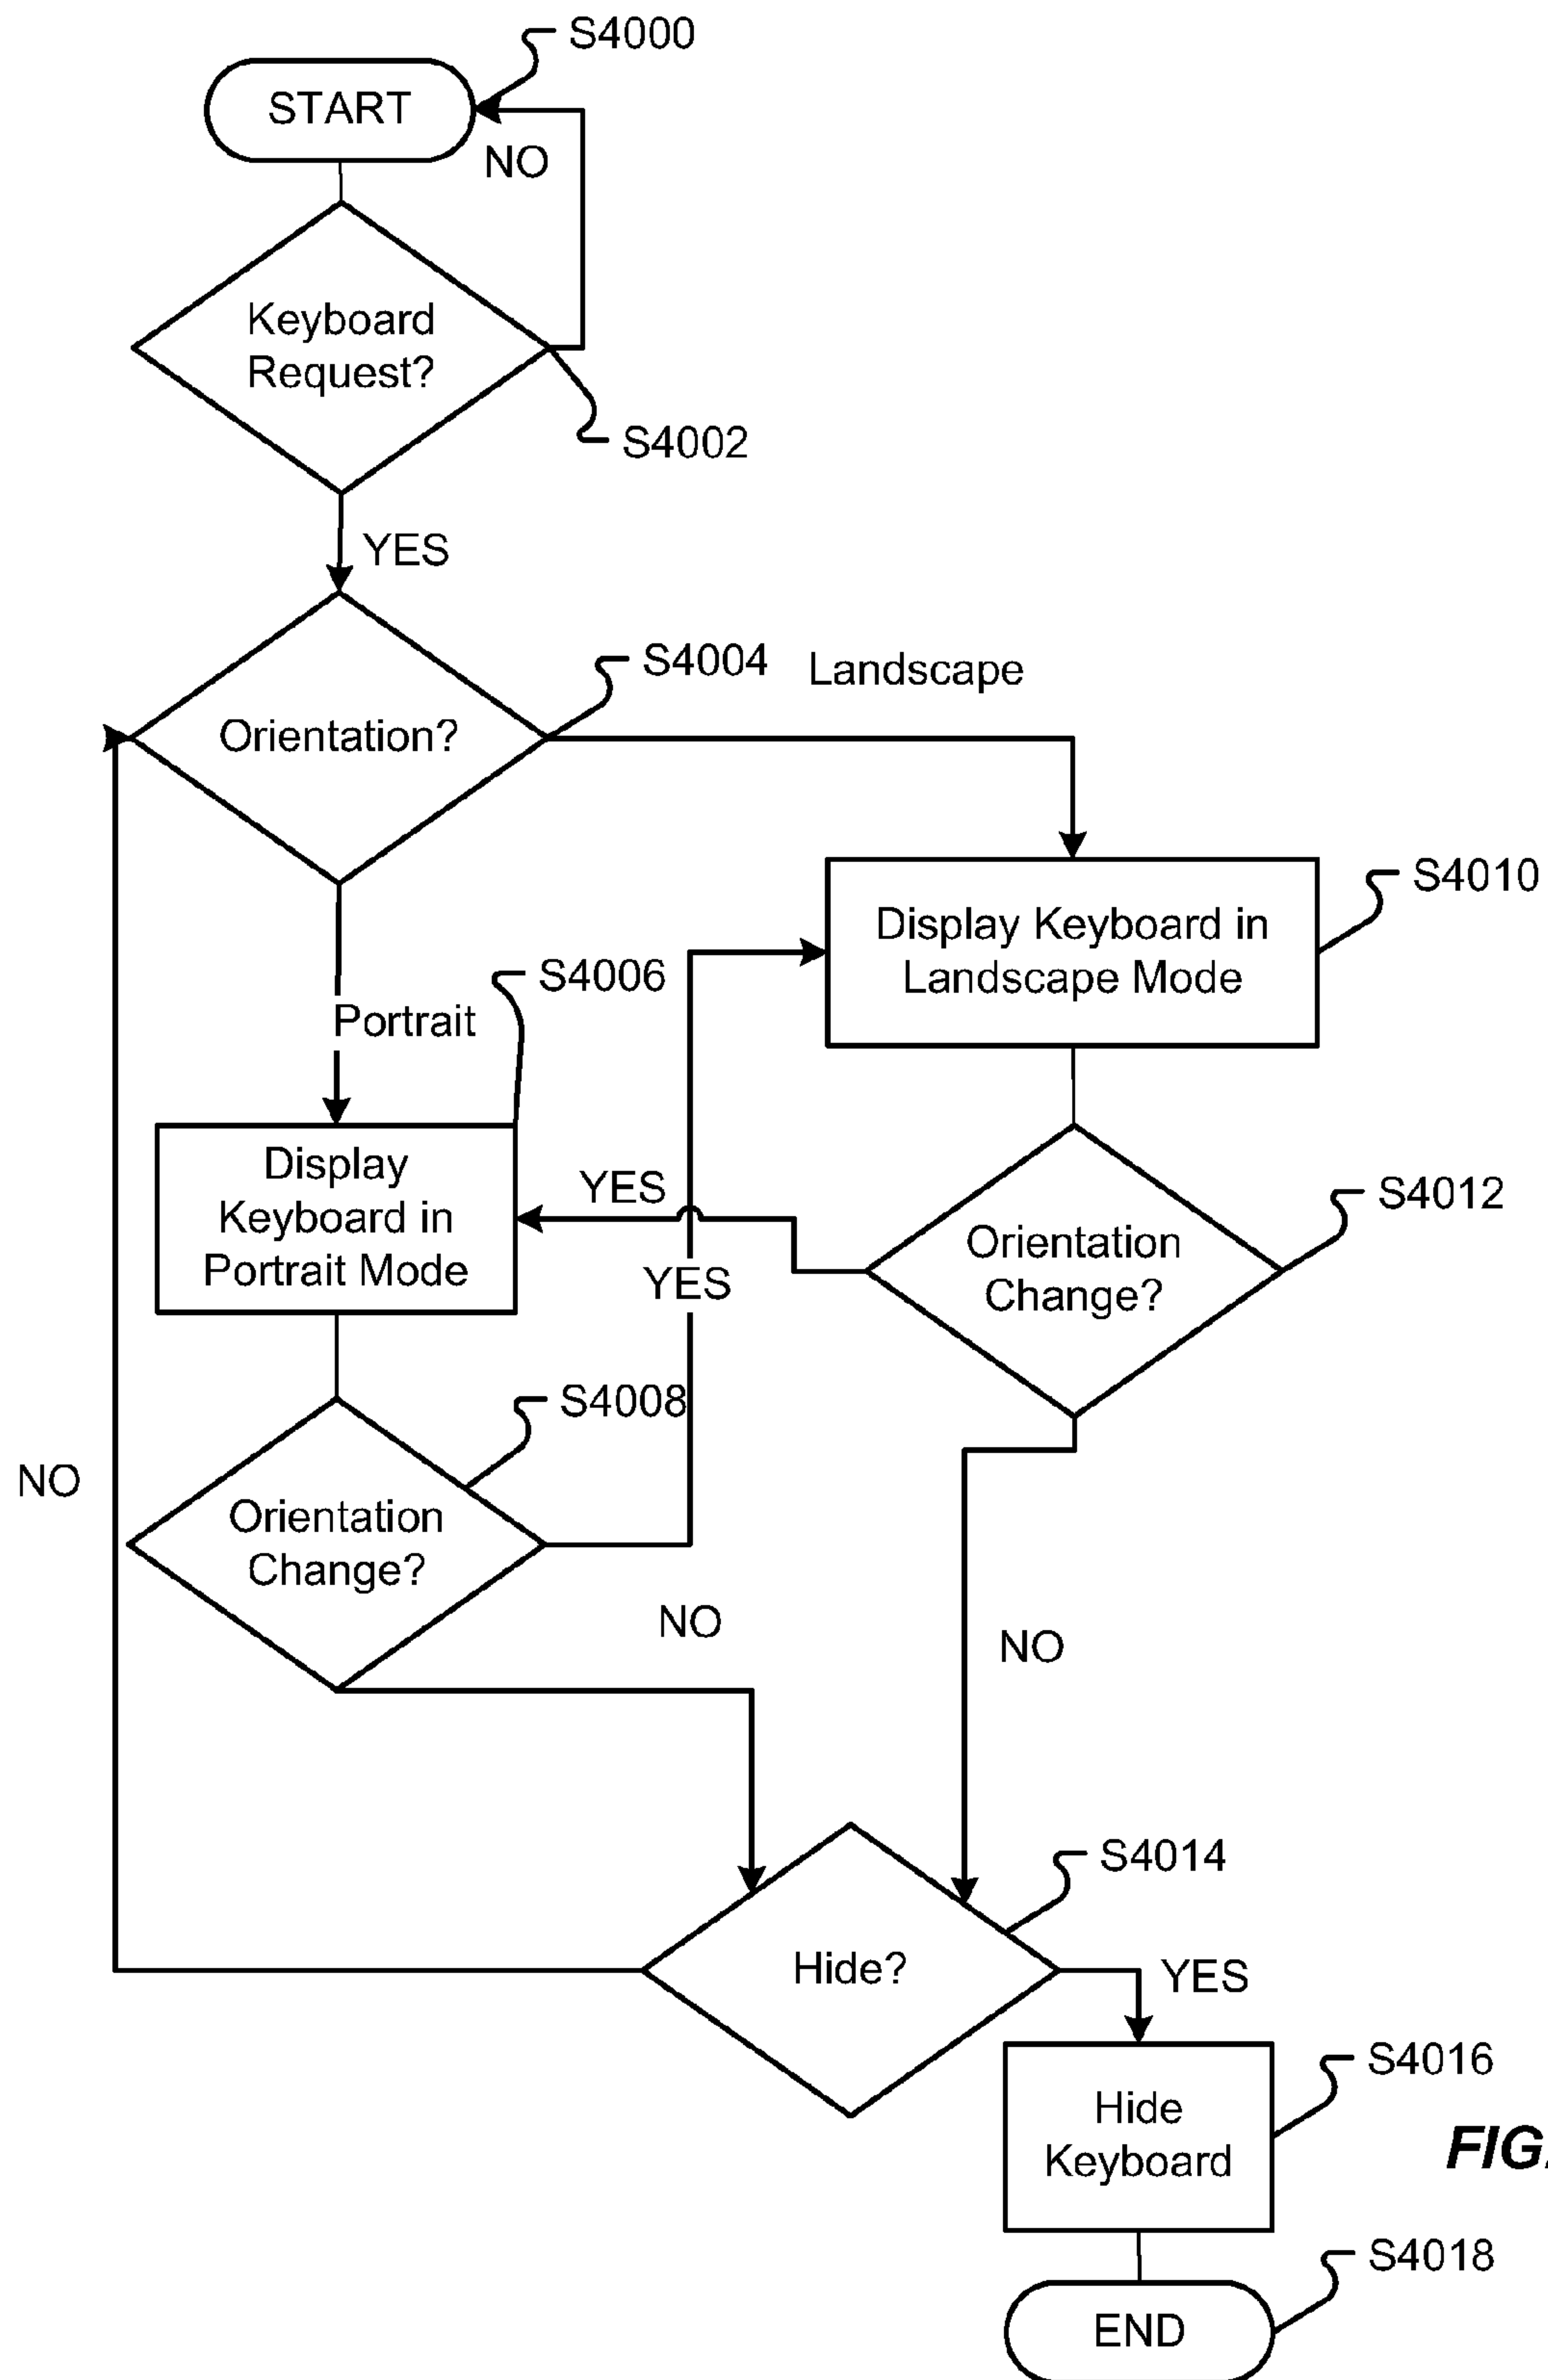 S4000
START
NO
Keyboard
Request?
S4002
YES
S4004
Landscape
Orientation?
S4010
Display Keyboard in
Landscape Mode
S4006
Portrait
Display
Keyboard in
Portrait Mode
YES
S4012
Orientation
Change?
YES
S4008
NO
Orientation
Change?
NO
NO
S4014
Hide?
YES
S4016
Hide
Keyboard
FIG.
S4018
END